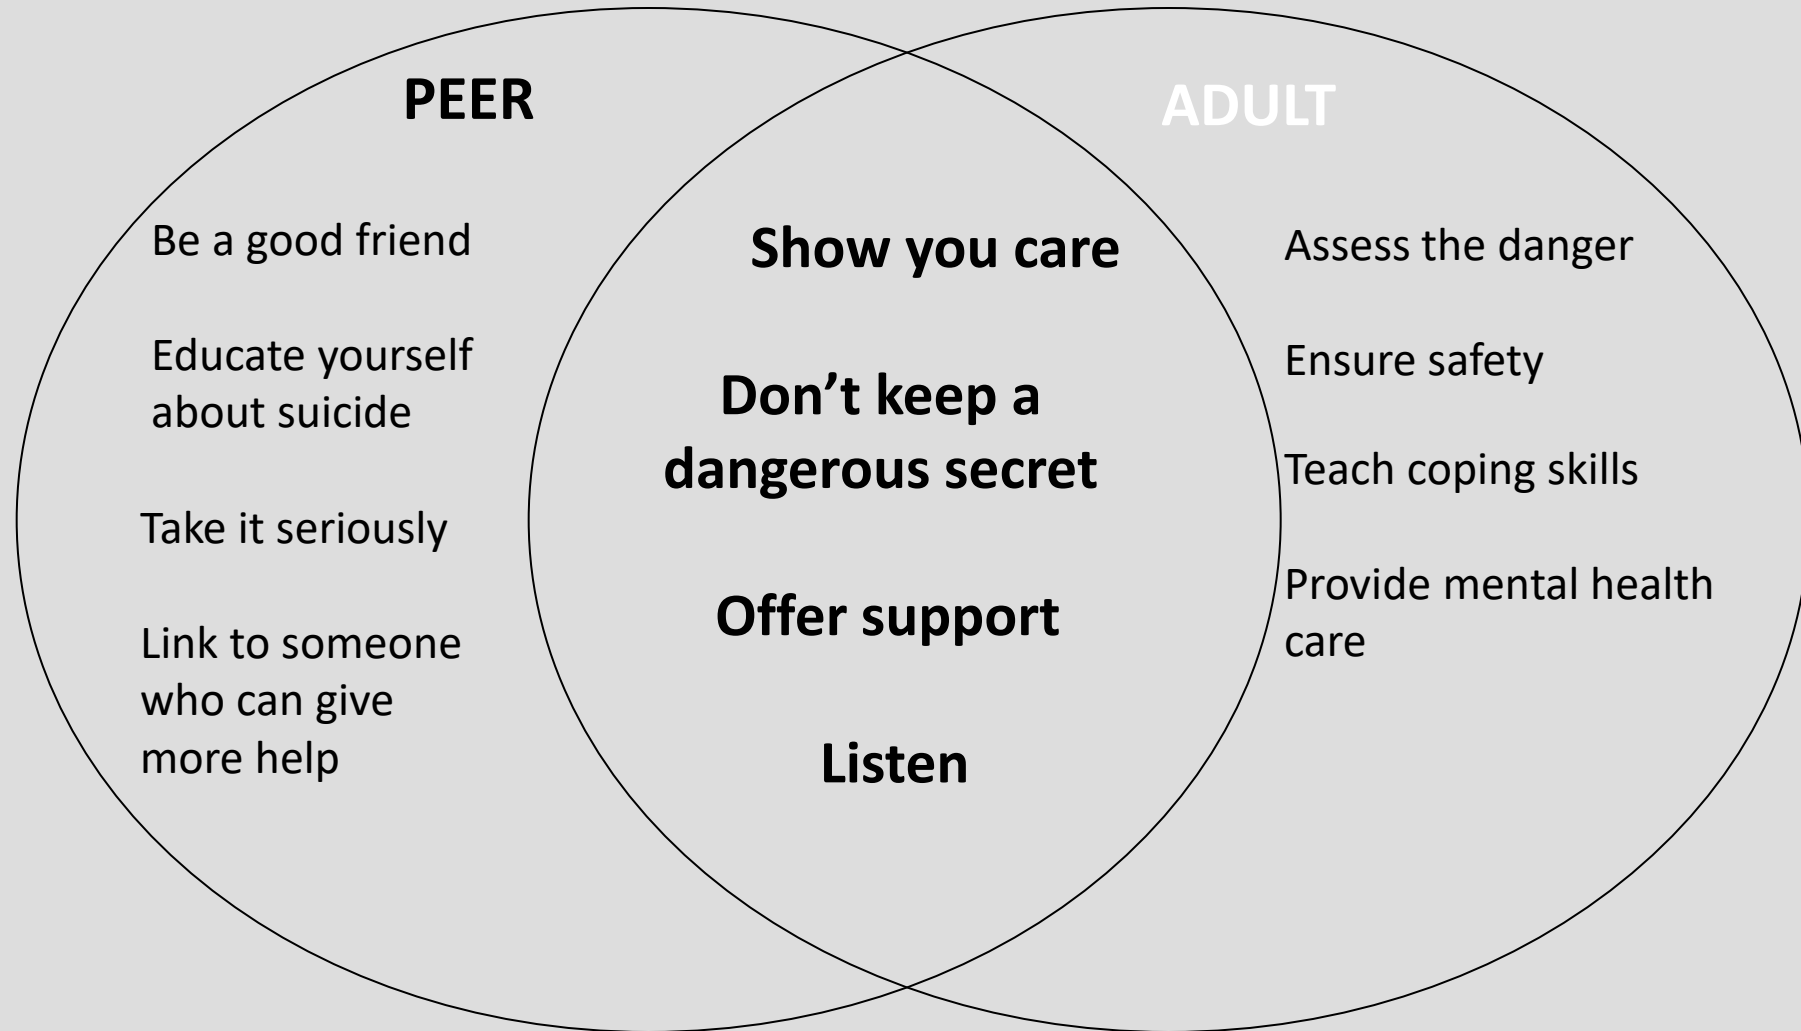 PEER
Be a good friend
Educate yourself
about suicide
Take it seriously
Link to someone
who can give
more help
Show you care
Don’t keep a
dangerous secret
Offer support
Listen
ADULT
Assess the danger
Ensure safety
Teach coping skills
Provide mental health
care